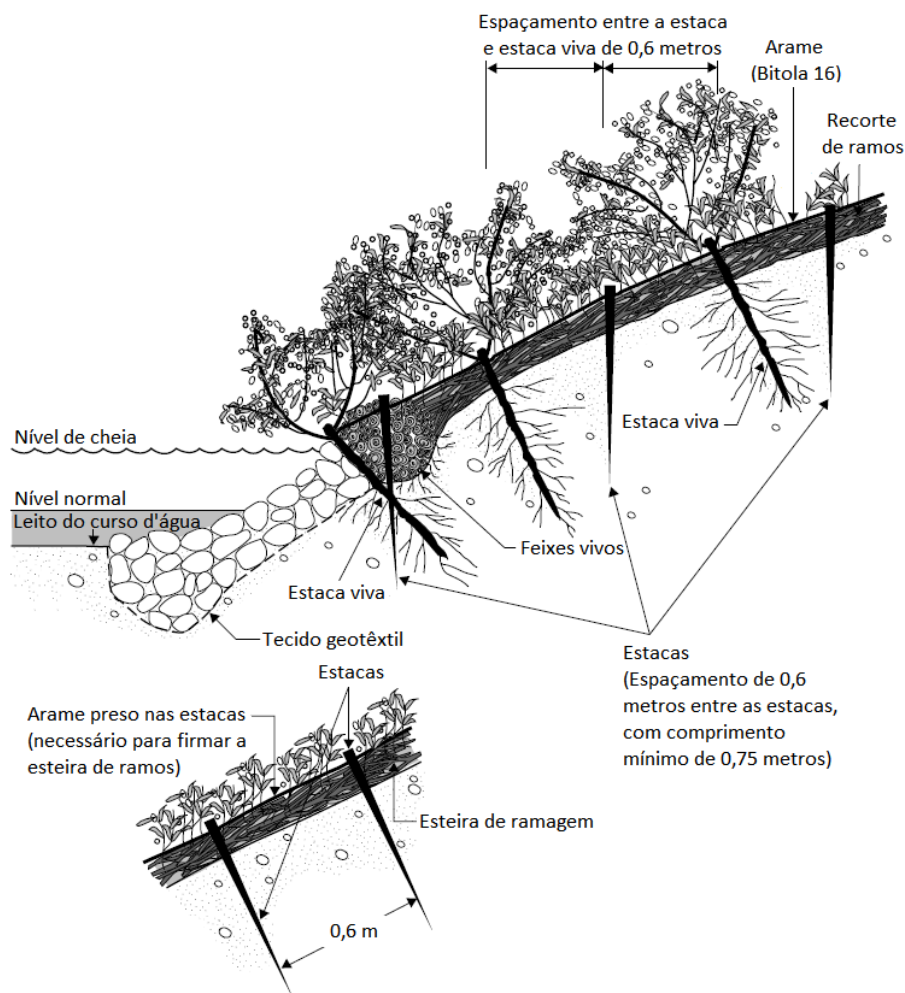 Espaçamento entre a estaca
e estaca viva de 0,6 metros
Arame
(Bitola 16)
Recorte
de ramos
Estaca viva
Nível de cheia
Nível normal
Leito do curso d'água
Feixes vivos
Estaca viva
Tecido geotêxtil
Estacas
(Espaçamento de 0,6
metros entre as estacas,
com comprimento
mínimo de 0,75 metros)
Estacas
Arame preso nas estacas
(necessário para firmar a
esteira de ramos)
Esteira de ramagem
0,6 m